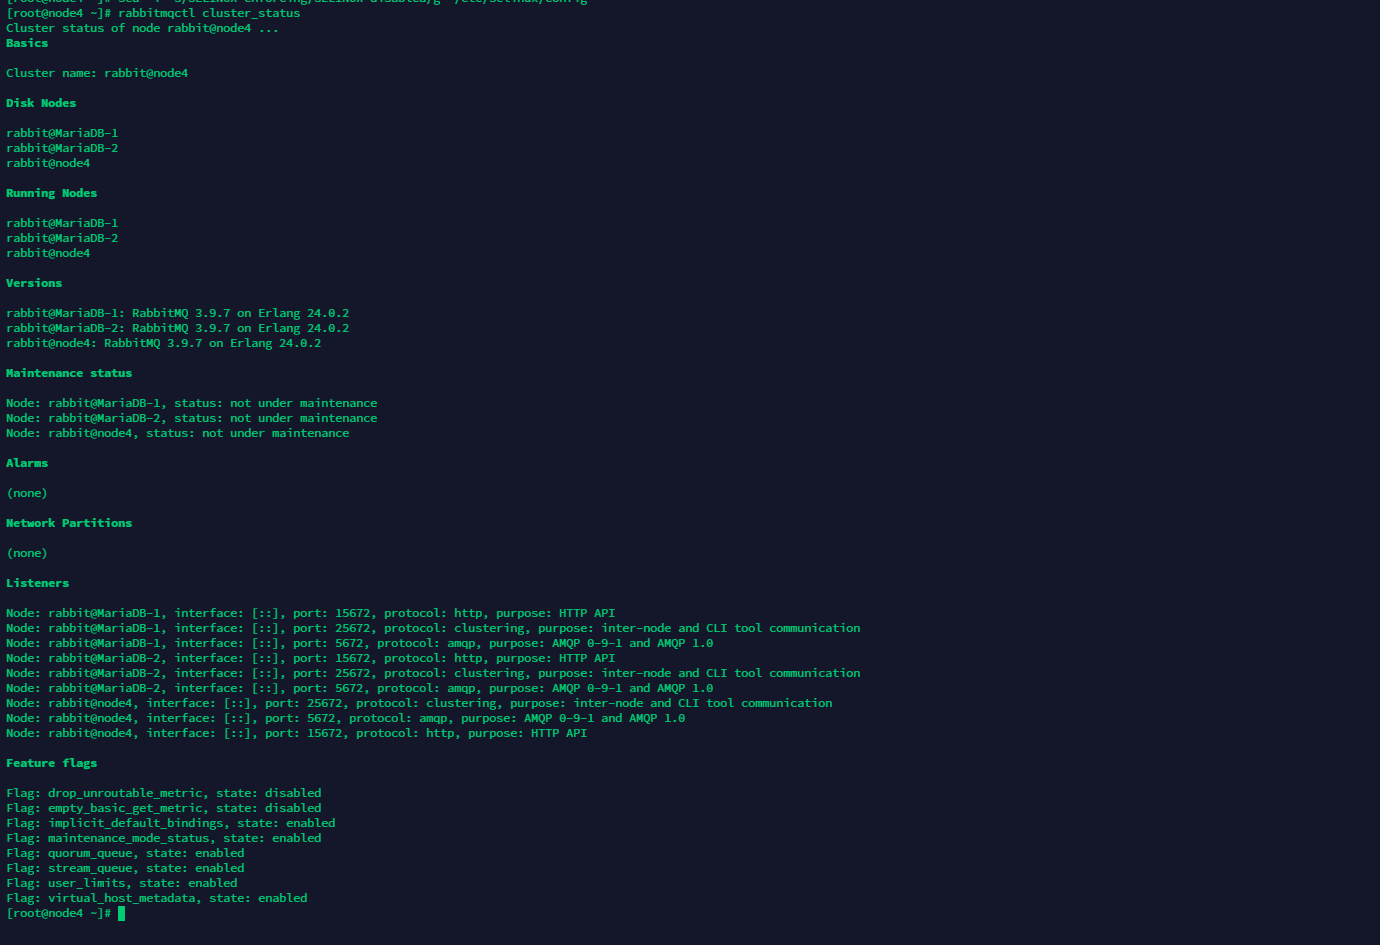 [root@node4 ~]# rabbitmqctl cluster_status
Cluster status of node rabbit@node4 ...
Basics
Cluster name: rabbit@node4
Disk Nodes
rabbit@MariaDB-1
rabbit@MariaDB-2
rabbit@node4
Running Nodes
rabbit@MariaDB-1
rabbit@MariaDB-2
rabbit@node4
Versions
rabbit@MariaDB-1: RabbitMQ 3.9.7 on Erlang 24.0.2
rabbit@MariaDB-2: RabbitMQ 3.9.7 on Erlang 24.0.2
rabbit@node4: RabbitMQ 3.9.7 on Erlang 24.0.2
Maintenance status
Node: rabbit@MariaDB-1, status: not under maintenance
Node: rabbit@MariaDB-2, status: not under maintenance
Node: rabbit@node4, status: not under maintenance
Alarms
(none)
Network Partitions
(none)
Listeners
Node: rabbit@MariaDB-1, interface: [::], port: 15672, protocol: http, purpose: HTTP API
Node: rabbit@MariaDB-1, interface: [::], port: 25672, protocol: clustering, purpose: inter-node and CLI tool communication
Node: rabbit@MariaDB-1, interface: [::], port: 5672, protocol: amqp, purpose: AMQP 0-9-1 and AMQP 1.0
Node: rabbit@MariaDB-2, interface: [::], port: 15672, protocol: http, purpose: HTTP API
Node: rabbit@MariaDB-2, interface: [::], port: 25672, protocol: clustering, purpose: inter-node and CLI tool communication
Node: rabbit@MariaDB-2, interface: [::], port: 5672, protocol: amqp, purpose: AMQP 0-9-1 and AMQP 1.0
Node: rabbit@node4, interface: [::], port: 25672, protocol: clustering, purpose: inter-node and CLI tool communication
Node: rabbit@node4, interface: [::], port: 5672, protocol: amqp, purpose: AMQP 0-9-1 and AMQP 1.0
Node: rabbit@node4, interface: [::], port: 15672, protocol: http, purpose: HTTP API
Feature flags
Flag: drop_unroutable_metric, state: disabled
Flag: empty_basic_get_metric, state: disabled
Flag: implicit_default_bindings, state: enabled
Flag: maintenance_mode_status, state: enabled
Flag: quorum_queue, state: enabled
Flag: stream_queue, state: enabled
Flag: user_limits, state: enabled
Flag: virtual_host_metadata, state: enabled
[root@node4 ~]#